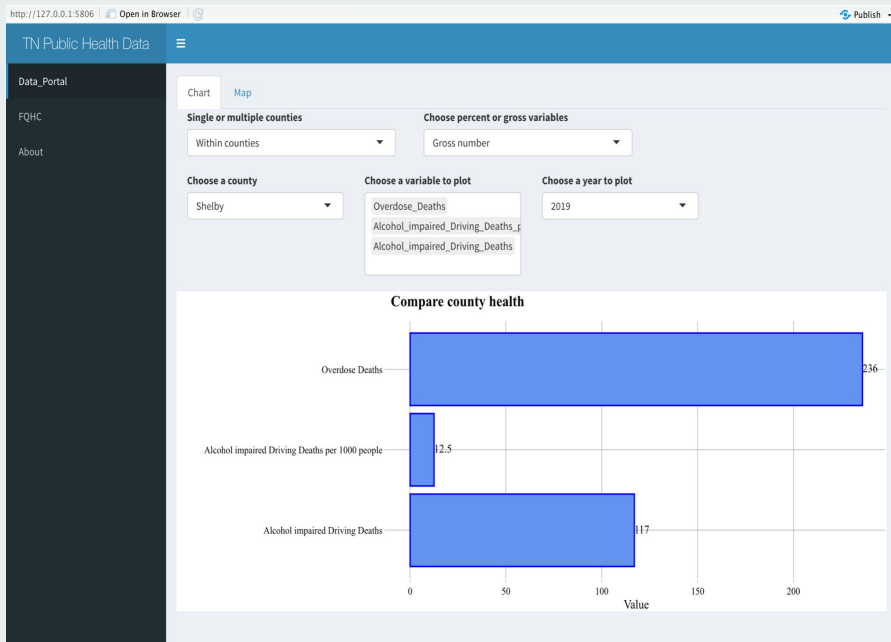 http://127.0.0.1:5806 Open in Browser Publish
TN Public Health Data
Data_Portal
FQHC
About
Chart Map
Single or multiple counties Choose percent or gross variables
Within counties Gross number
Choose a county Choose a variable to plot Choose a year to plot
Shelby Overdose_Deaths 2019
Alcohol_impaired_Driving_Deaths_p
Alcohol_impaired_Driving_Deaths
Compare county health
Overdose Deaths 236
Alcohol impaired Driving Deaths per 1000 people 12.5
Alcohol impaired Driving Deaths 117
0 50 100 150 200
Value